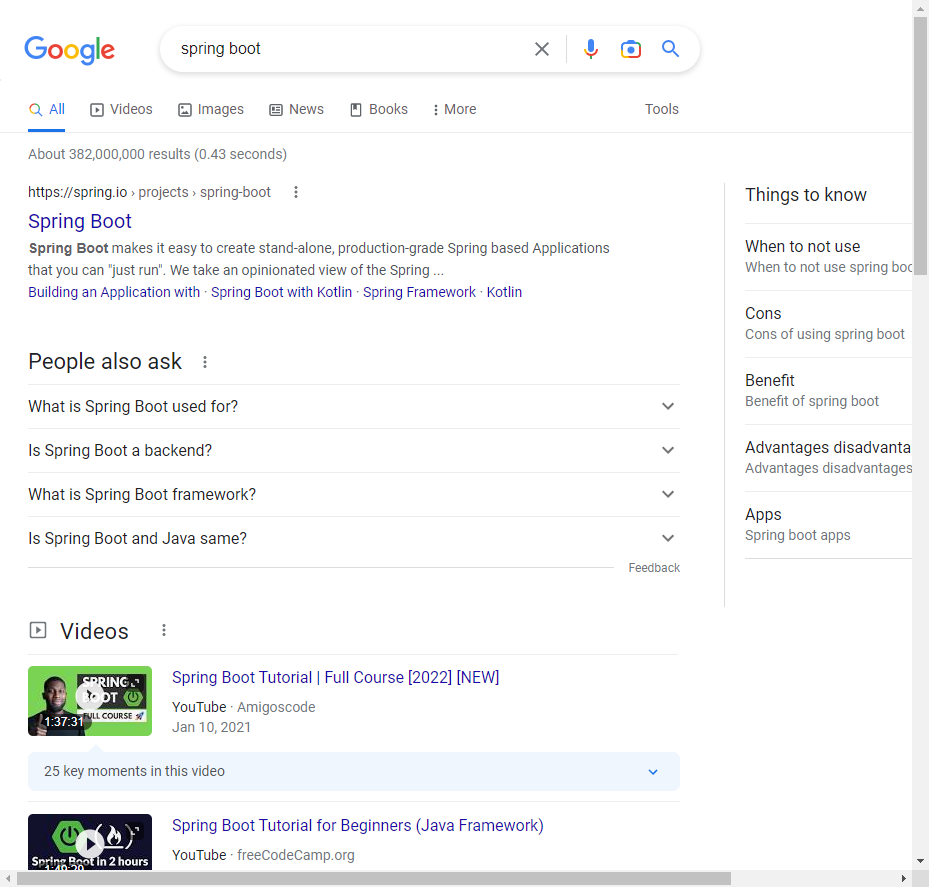 Google
spring boot
All Videos Images News Books More Tools
About 382,000,000 results (0.43 seconds)
https://spring.io › projects › spring-boot
Spring Boot
Spring Boot makes it easy to create stand-alone, production-grade Spring based Applications
that you can "just run". We take an opinionated view of the Spring ...
Building an Application with · Spring Boot with Kotlin · Spring Framework · Kotlin
People also ask
What is Spring Boot used for?
Is Spring Boot a backend?
What is Spring Boot framework?
Is Spring Boot and Java same?
Feedback
Videos
SPRING
BOOT
FULL COURSE
1:37:31
Spring Boot Tutorial | Full Course [2022] [NEW]
YouTube · Amigoscode
Jan 10, 2021
25 key moments in this video
Spring Boot in 2 hours
1:49:20
Spring Boot Tutorial for Beginners (Java Framework)
YouTube · freeCodeCamp.org
Things to know
When to not use
When to not use spring boo
Cons
Cons of using spring boot
Benefit
Benefit of spring boot
Advantages disadvanta
Advantages disadvantages
Apps
Spring boot apps